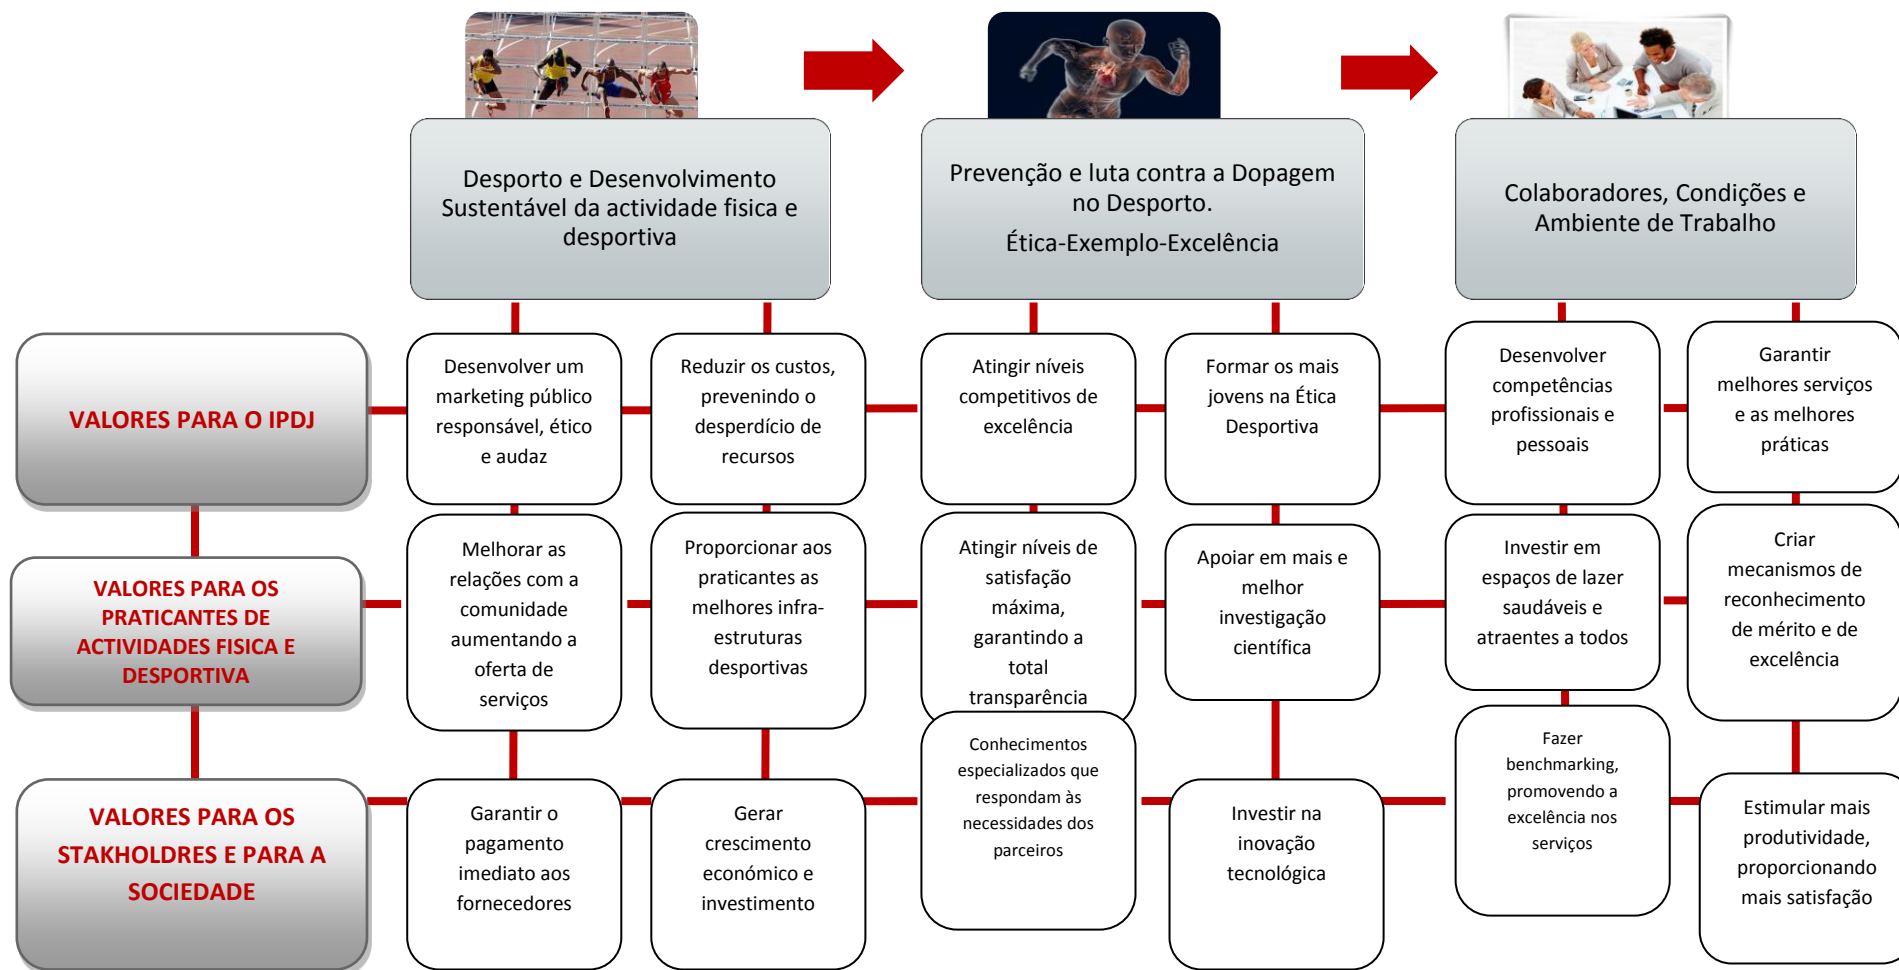 Desporto e Desenvolvimento
Sustentável da actividade fisica e
desportiva
Prevenção e luta contra a Dopagem
no Desporto.
Ética-Exemplo-Excelência
Colaboradores, Condições e
Ambiente de Trabalho
VALORES PARA O IPDJ
Desenvolver um
marketing público
responsável, ético
e audaz
Reduzir os custos,
prevenindo o
desperdício de
recursos
Atingir níveis
competitivos de
excelência
Formar os mais
jovens na Ética
Desportiva
Desenvolver
competências
profissionais e
pessoais
Garantir
melhores serviços
e as melhores
práticas
VALORES PARA OS
PRATICANTES DE
ACTIVIDADES FISICA E
DESPORTIVA
Melhorar as
relações com a
comunidade
aumentando a
oferta de
serviços
Proporcionar aos
praticantes as
melhores infra-
estruturas
desportivas
Atingir níveis de
satisfação
máxima,
garantindo a
total
transparência
Apoiar em mais e
melhor
investigação
científica
Investir em
espaços de lazer
saudáveis e
atraentes a todos
Criar
mecanismos de
reconhecimento
de mérito e de
excelência
VALORES PARA OS
STAKHOLDRES E PARA A
SOCIEDADE
Garantir o
pagamento
imediato aos
fornecedores
Gerar
crescimento
económico e
investimento
Conhecimentos
especializados que
respondam às
necessidades dos
parceiros
Investir na
inovação
tecnológica
Fazer
benchmarking,
promovendo a
excelência nos
serviços
Estimular mais
produtividade,
proporcionando
mais satisfação